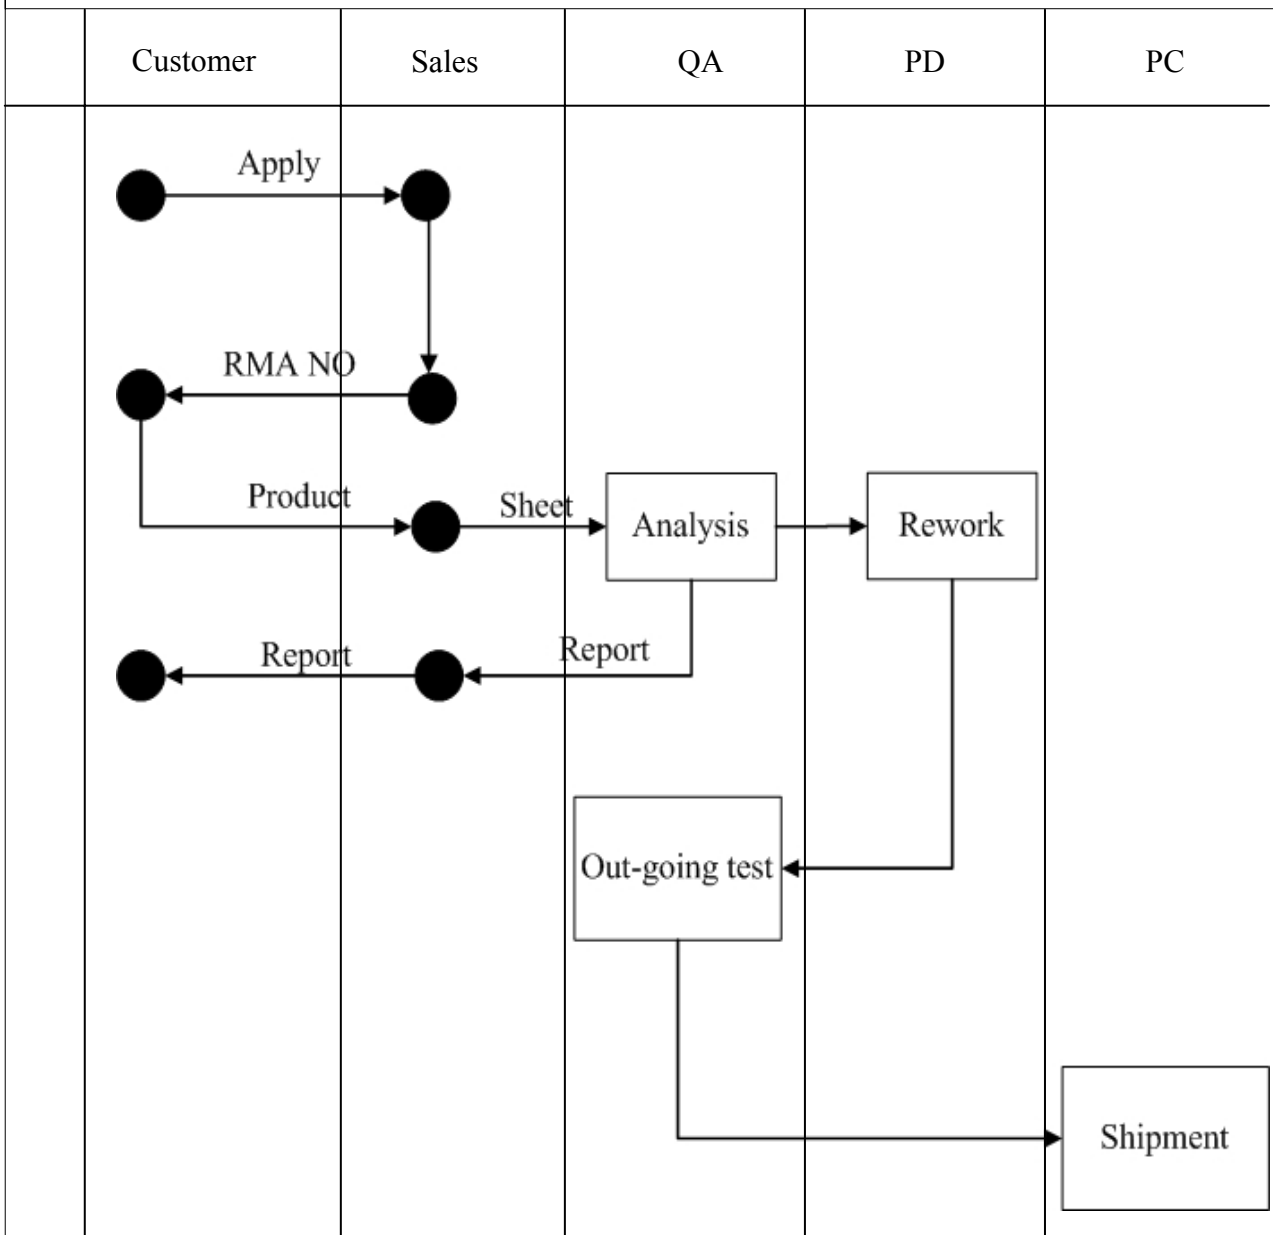 Customer
Sales
QA
PD
PC
Apply
RMA NO
Product
Sheet
Analysis
Rework
Report
Report
Out-going test
Shipment